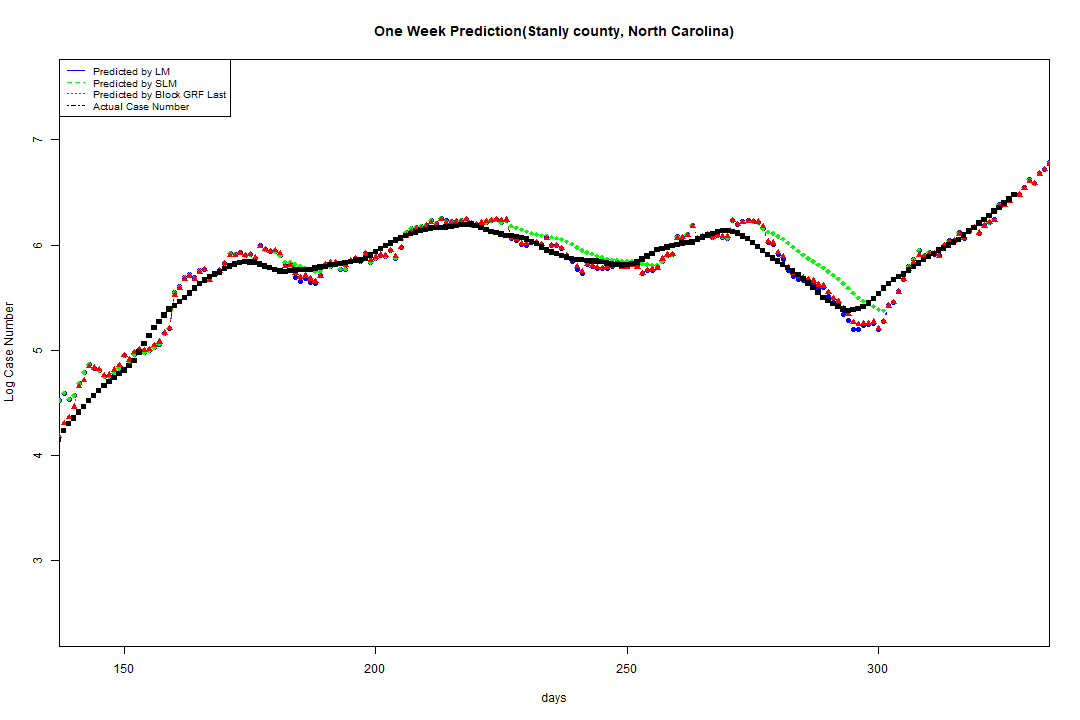 One Week Prediction(Stanly county, North Carolina)
Predicted by LM
Predicted by SLM
Predicted by Block GRF Last
Actual Case Number
7
6
5
4
3
Log Case Number
150 200 250 300
days